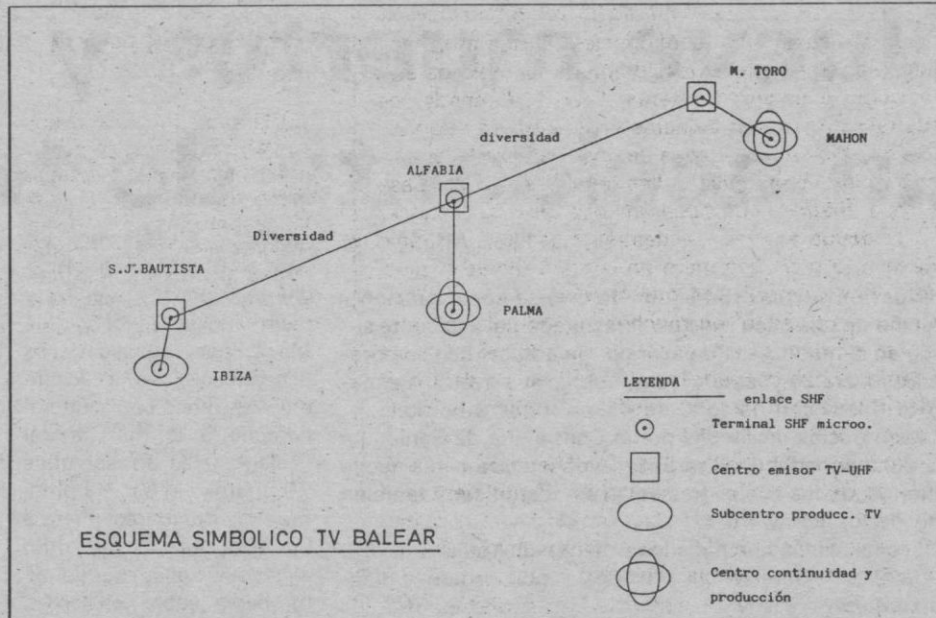 M. TORO
diversidad
MAHON
ALFABIA
Diversidad
S.J. BAUTISTA
PALMA
IBIZA
LEYENDA
enlace SHF
Terminal SHF microo.
Centro emisor TV-UHF
Subcentro producc. TV
Centro continuidad y
producción
ESQUEMA SIMBOLICO TV BALEAR